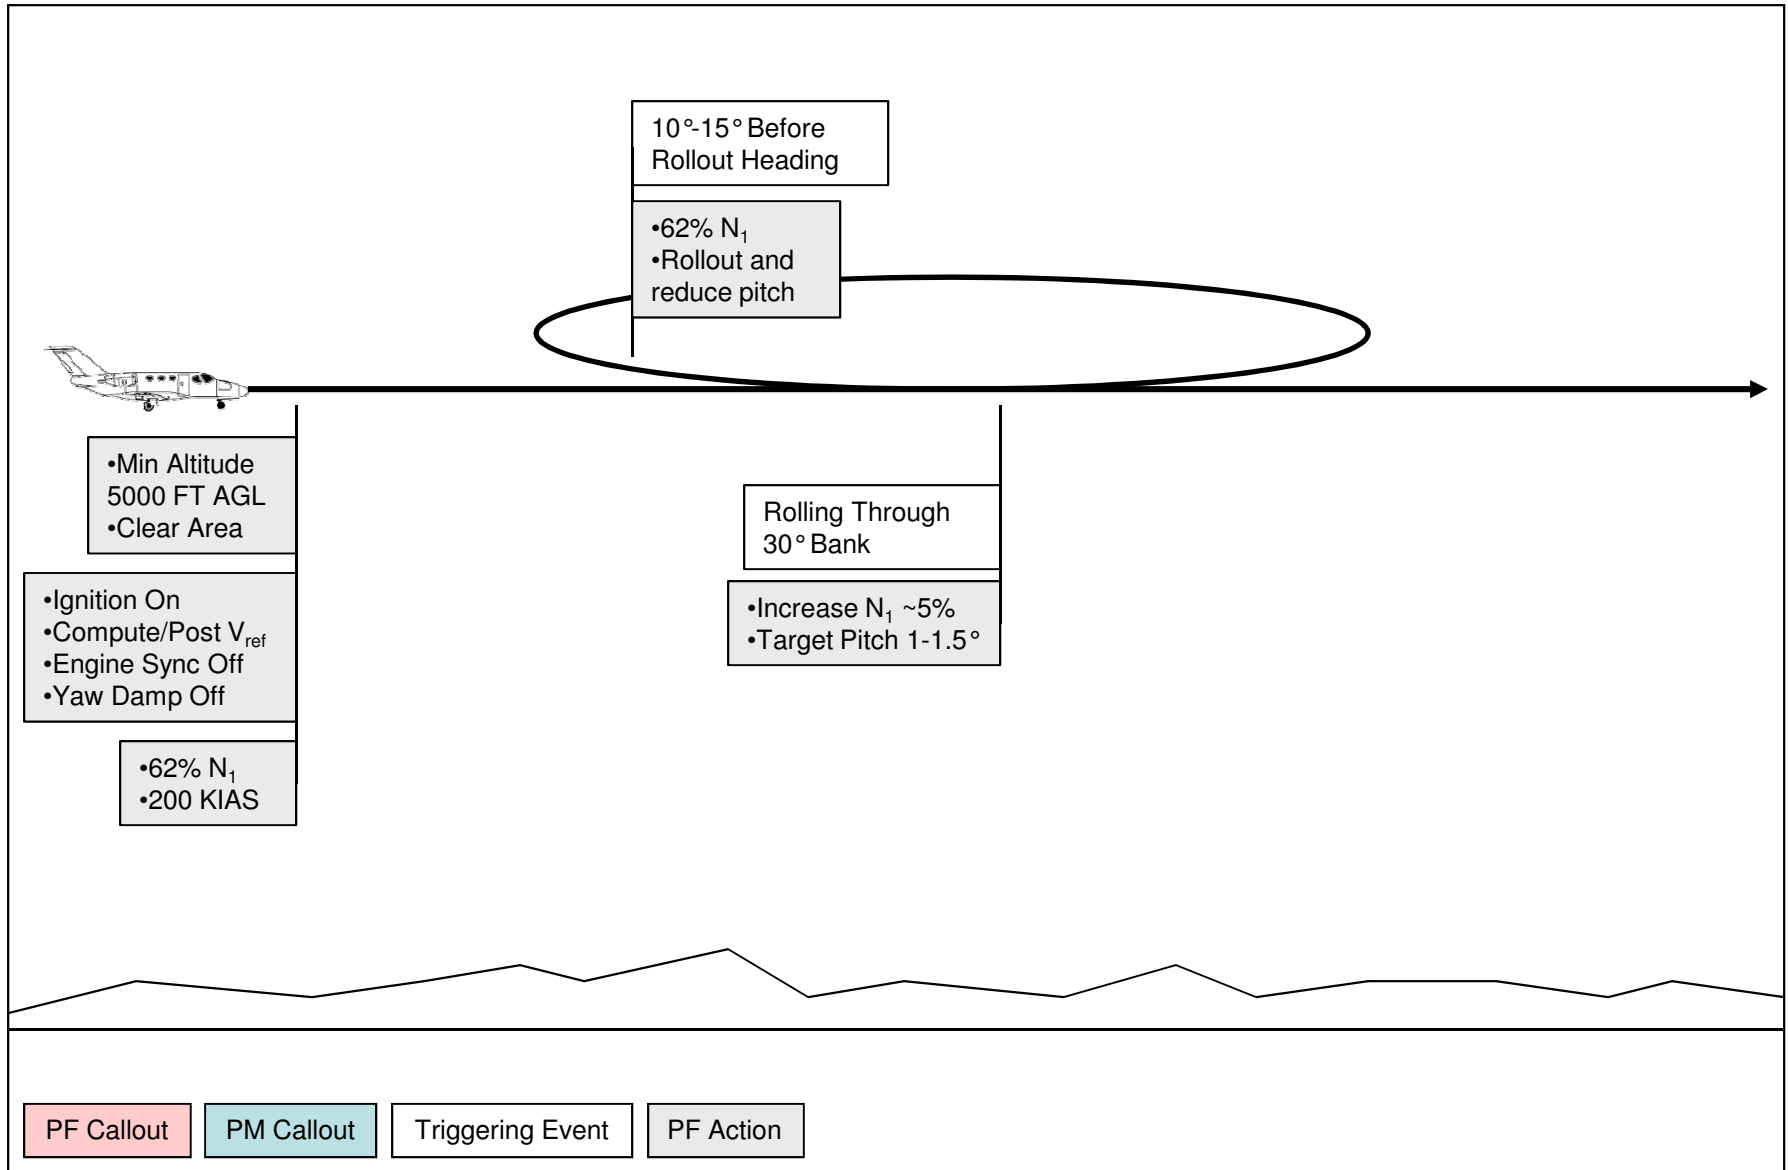 10°-15° Before
Rollout Heading
•62% N₁
•Rollout and
reduce pitch
•Min Altitude
5000 FT AGL
•Clear Area
•Ignition On
•Compute/Post Vref
•Engine Sync Off
•Yaw Damp Off
•62% N₁
•200 KIAS
Rolling Through
30° Bank
•Increase N₁ ~5%
•Target Pitch 1-1.5°
PF Callout
PM Callout
Triggering Event
PF Action